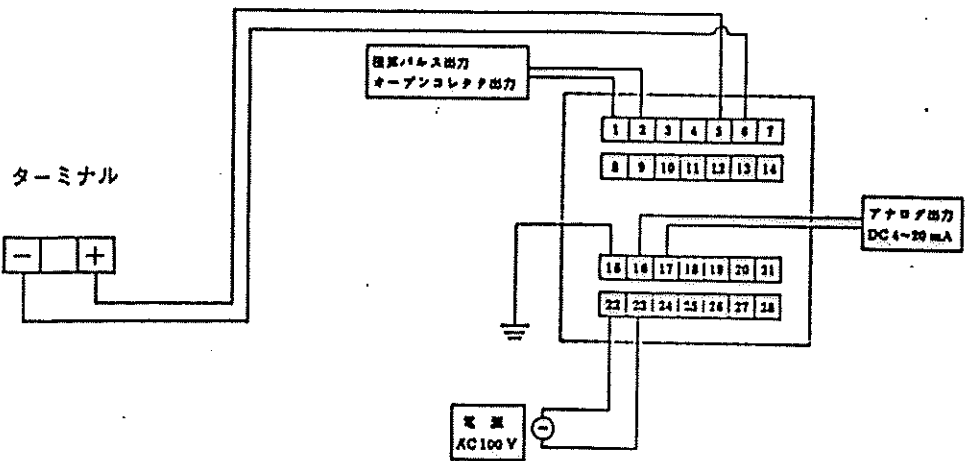 積算パルス出力
オープンコレクタ出力
1 2 3 4 5 6 7
8 9 10 11 12 13 14
ターミナル
アナログ出力
DC 4~20 mA
− +
15 16 17 18 19 20 21
22 23 24 25 26 27 28
電 源
AC 100 V